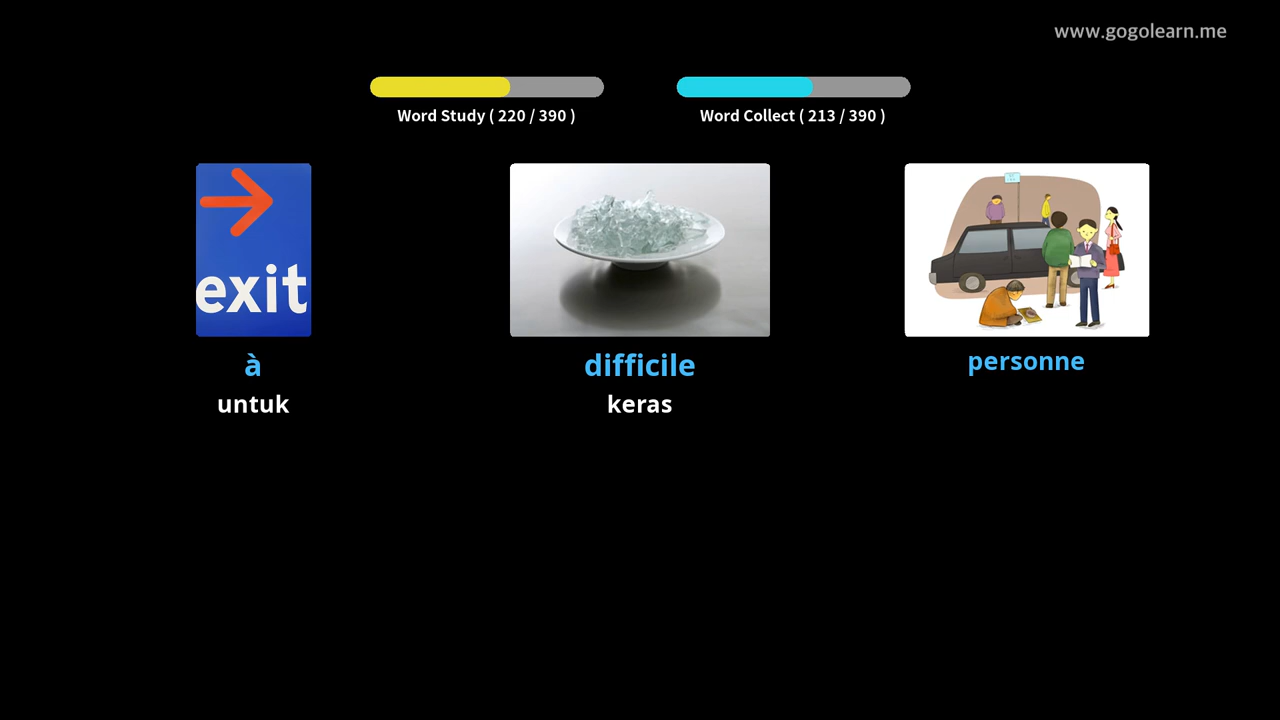 www.gogolearn.me
Word Study ( 220 / 390 )
Word Collect ( 213 / 390 )
exit
à
difficile
personne
untuk
keras